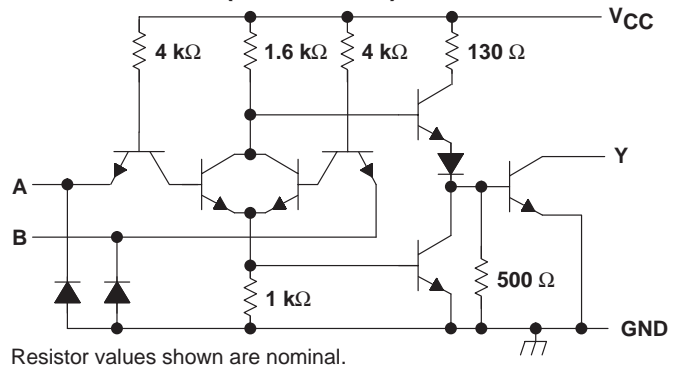 VCC
4 kΩ 1.6 kΩ 4 kΩ 130 Ω
Y
A
B
500 Ω
1 kΩ
GND
Resistor values shown are nominal.